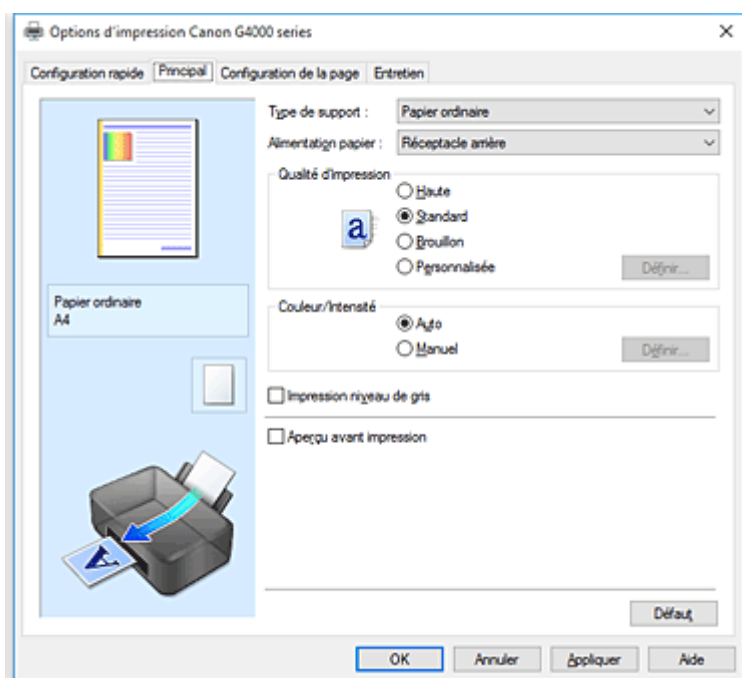 Options d'impression Canon G4000 series
Configuration rapide Principal Configuration de la page Entretien
Type de support : Papier ordinaire
Alimentation papier : Réceptacle arrière
Qualité d'impression
Haute
Standard
a
Brouillon
Personnalisée Définir...
Papier ordinaire
A4
Couleur/Intensité
Auto
Manuel Définir...
Impression niveau de gris
Aperçu avant impression
A
Défaut
OK Annuler Appliquer Aide